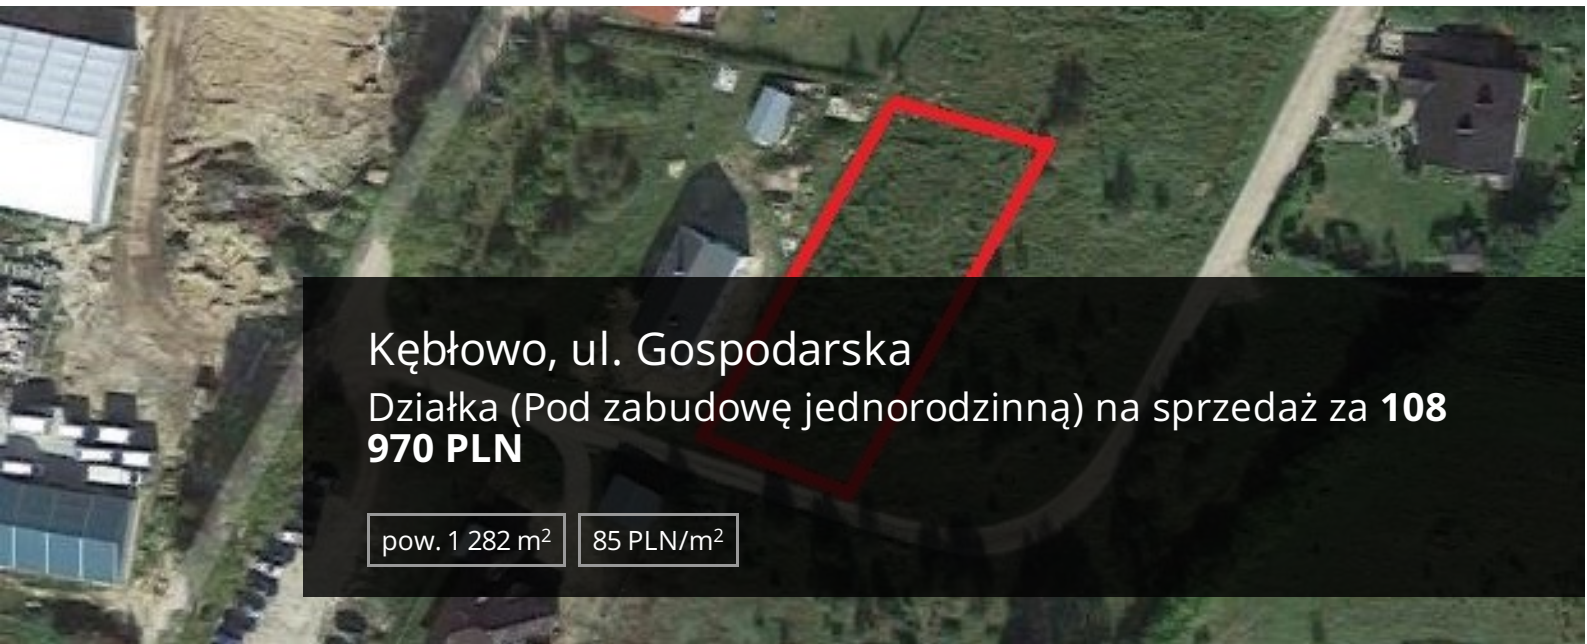 Kębłowo, ul. Gospodarska
Działka (Pod zabudowę jednorodzinną) na sprzedaż za 108
970 PLN
pow. 1 282 m²
85 PLN/m²